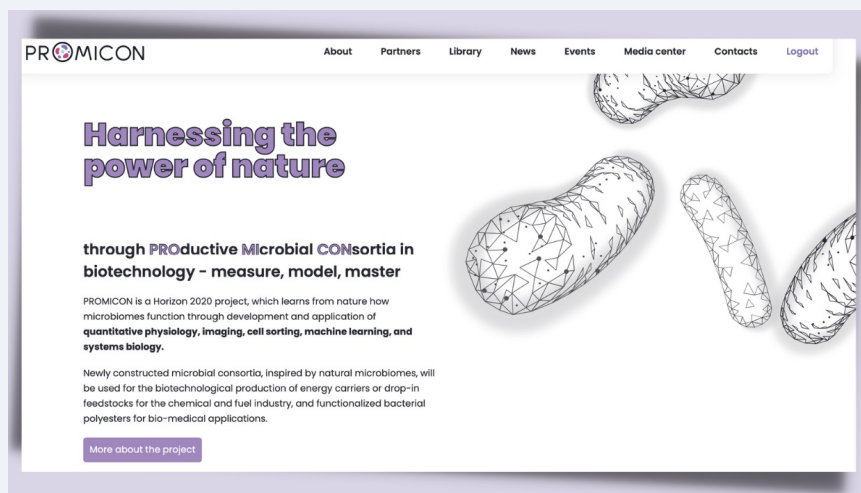 PROMICON
About Partners Library News Events Media center Contacts Logout
Harnessing the
power of nature
through PROductive MIcrobial CONsortia in
biotechnology - measure, model, master
PROMICON is a Horizon 2020 project, which learns from nature how
microbiomes function through development and application of
quantitative physiology, imaging, cell sorting, machine learning, and
systems biology.
Newly constructed microbial consortia, inspired by natural microbiomes, will
be used for the biotechnological production of energy carriers or drop-in
feedstocks for the chemical and fuel industry, and functionalized bacterial
polyesters for bio-medical applications.
More about the project